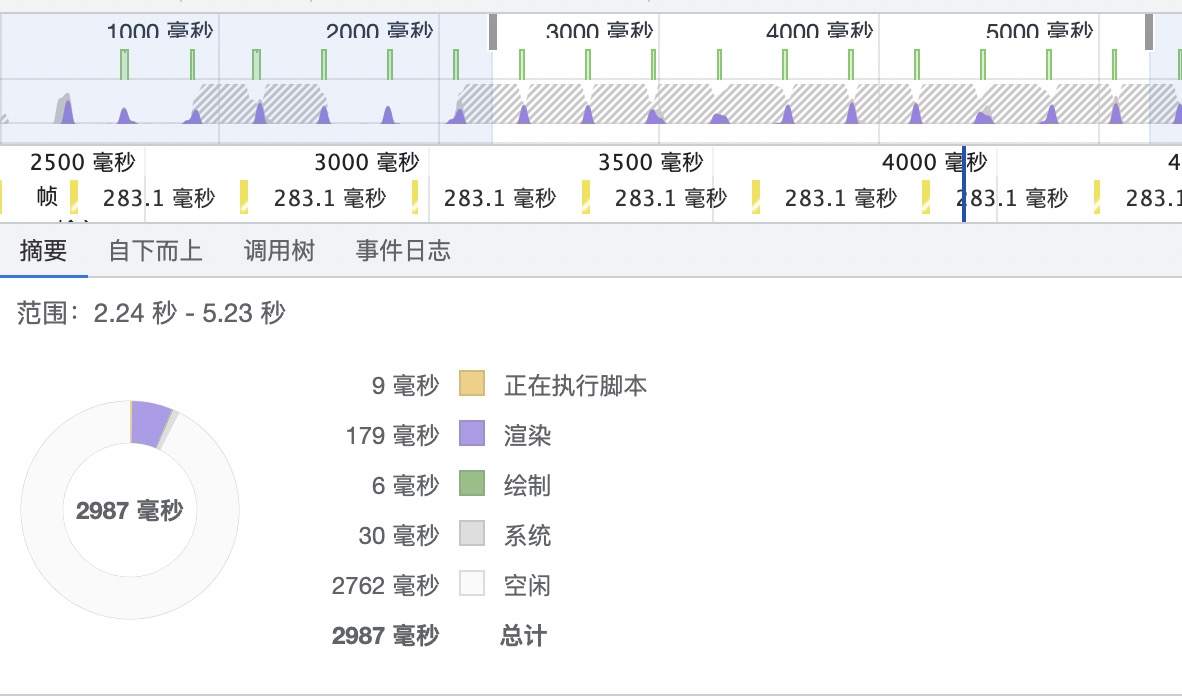 1000 毫秒 2000 毫秒 3000 毫秒 4000 毫秒 5000 毫秒
2500 毫秒 3000 毫秒 3500 毫秒 4000 毫秒 4
帧 283.1 毫秒 283.1 毫秒 283.1 毫秒 283.1 毫秒 283.1 毫秒 283.1 毫秒 283.1
摘要 自下而上 调用树 事件日志
范围：2.24 秒 - 5.23 秒
9 毫秒 正在执行脚本
179 毫秒 渲染
6 毫秒 绘制
2987 毫秒
30 毫秒 系统
2762 毫秒 空闲
2987 毫秒 总计